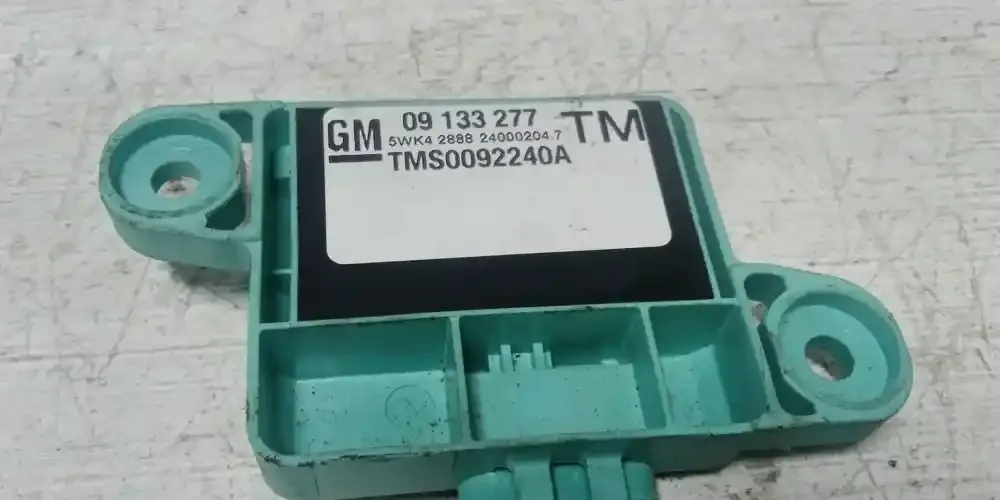 GM 09 133 277 TM
5WK4 2888 24000204 7
TMS0092240A